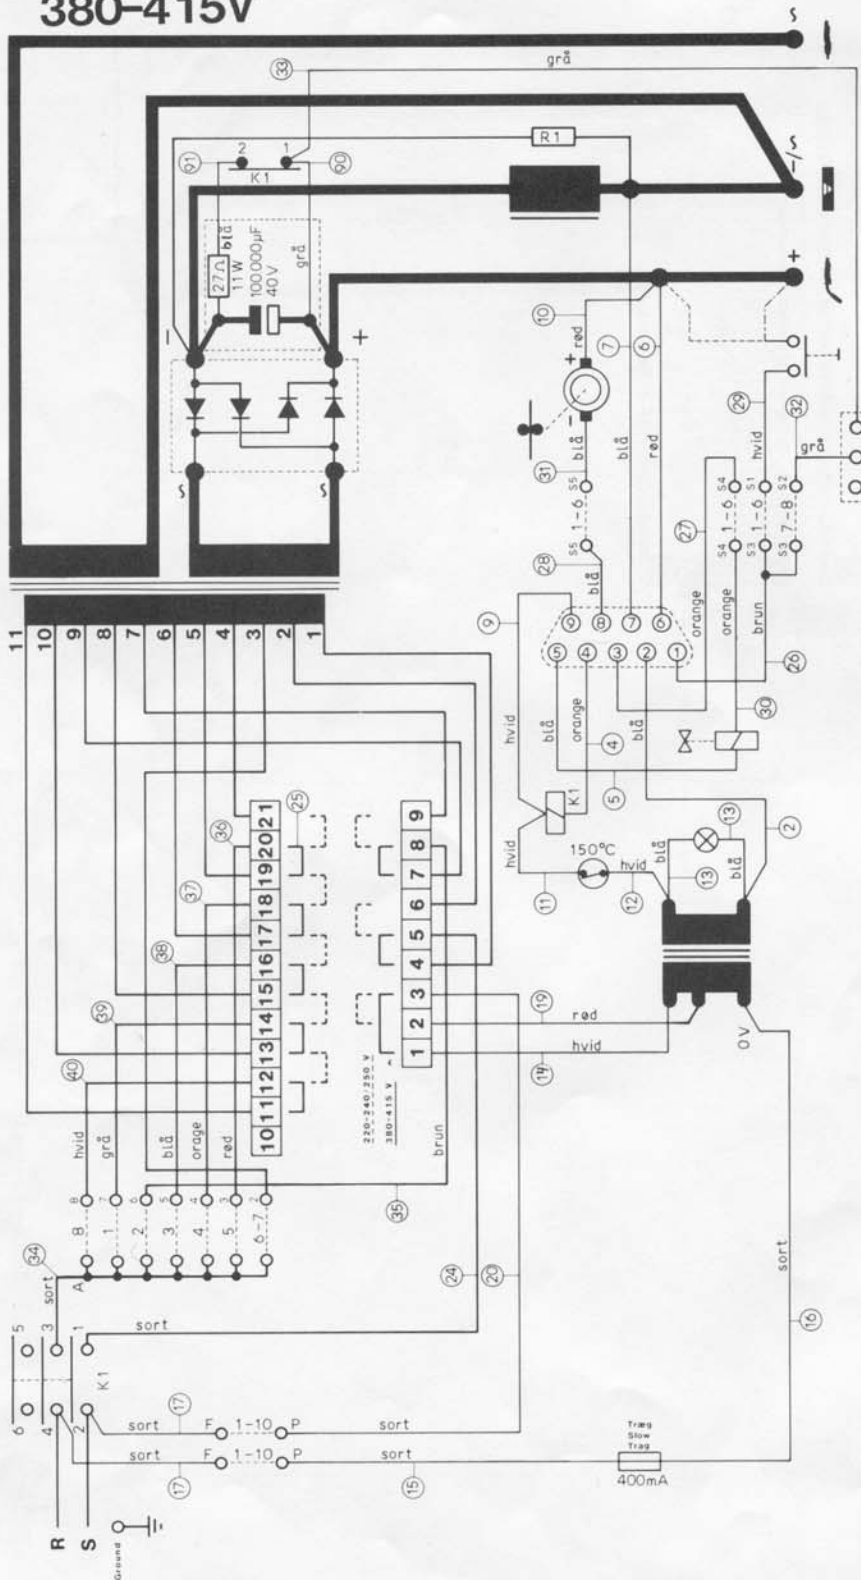 380-415V
S
grå
33
R1
-/S
91
2
1
90
K1
blå
27Ω
11W
100.000µF
40V
grå
-
+
+
10
rød
7
6
+
-
29
hvid
32
grå
31
blå
blå
rød
27
S5
1-6
S5
S4
1-6
S4
S1
1-6
S3
S2
7-8
S3
S
S
28
blå
9
9
8
7
6
5
4
3
2
1
orange
orange
brun
26
30
11
10
9
8
7
6
5
4
3
2
1
hvid
blå
orange
4
blå
K1
5
13
2
150°C
hvid
hvid
11
12
blå
13
blå
36
25
37
38
39
40
10 11 12 13 14 15 16 17 18 19 20 21
1 2 3 4 5 6 7 8 9
220-240/250 V
380-415 V
19
rød
hvid
14
0V
hvid
grå
blå
orage
rød
brun
35
8
7
6
5
4
3
2
8
1
2
3
4
5
6-7
34
A
sort
24
20
sort
16
5
3
1
K1
6
4
2
sort
17
F
1-10
P
sort
sort
17
F
1-10
P
sort
15
Træg
Slow
Trag
400mA
R
S
Ground